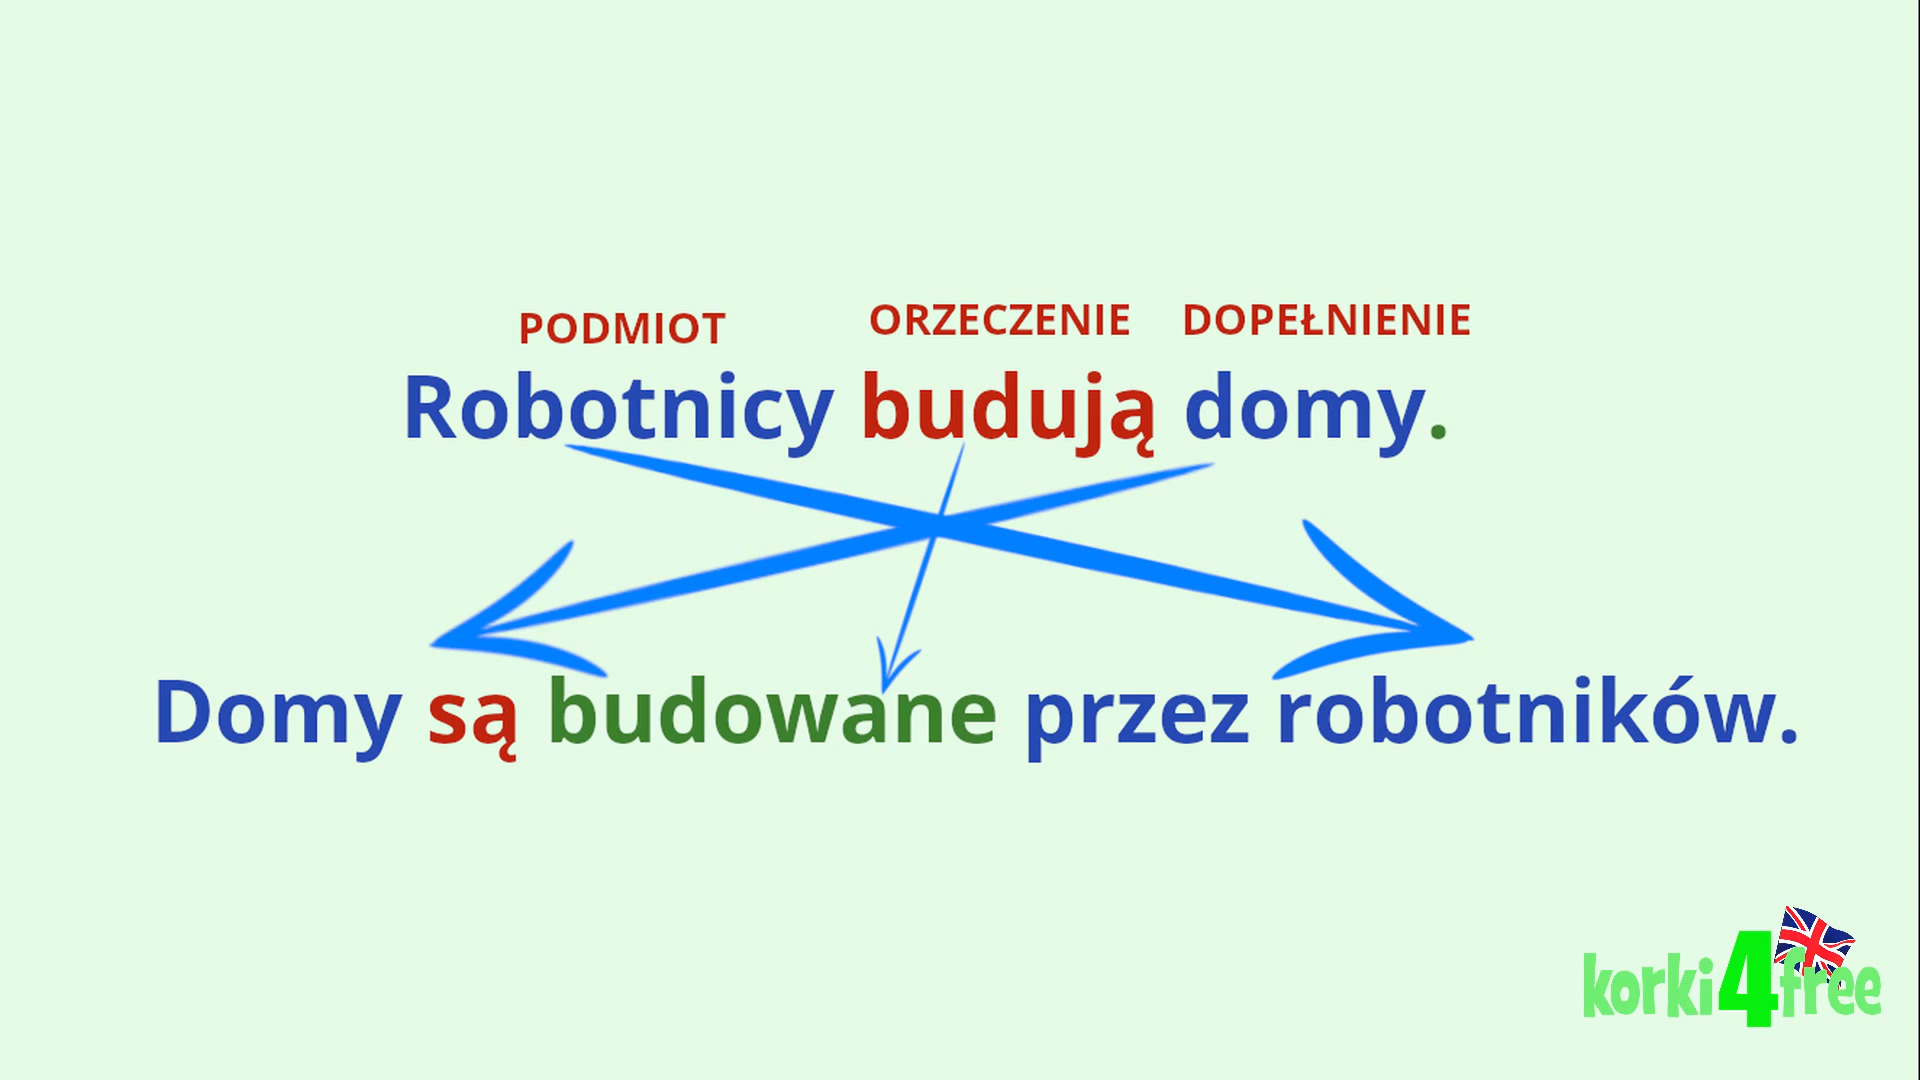 PODMIOT ORZECZENIE DOPEŁNIENIE
Robotnicy budują domy.
Domy są budowane przez robotników.
korki4free